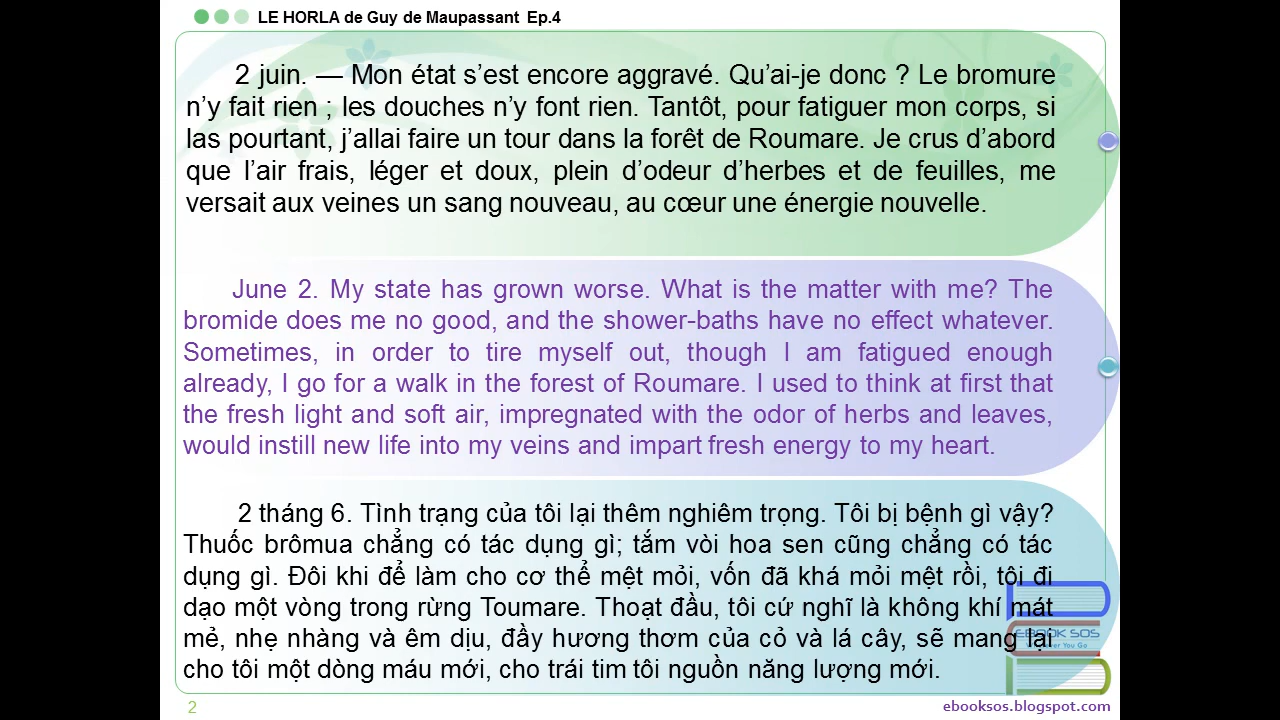 LE HORLA de Guy de Maupassant Ep.4
2 juin. — Mon état s’est encore aggravé. Qu’ai-je donc ? Le bromure
n’y fait rien ; les douches n’y font rien. Tantôt, pour fatiguer mon corps, si
las pourtant, j’allai faire un tour dans la forêt de Roumare. Je crus d’abord
que l’air frais, léger et doux, plein d’odeur d’herbes et de feuilles, me
versait aux veines un sang nouveau, au cœur une énergie nouvelle.
June 2. My state has grown worse. What is the matter with me? The
bromide does me no good, and the shower-baths have no effect whatever.
Sometimes, in order to tire myself out, though I am fatigued enough
already, I go for a walk in the forest of Roumare. I used to think at first that
the fresh light and soft air, impregnated with the odor of herbs and leaves,
would instill new life into my veins and impart fresh energy to my heart.
2 tháng 6. Tình trạng của tôi lại thêm nghiêm trọng. Tôi bị bệnh gì vậy?
Thuốc brômua chẳng có tác dụng gì; tắm vòi hoa sen cũng chẳng có tác
dụng gì. Đôi khi để làm cho cơ thể mệt mỏi, vốn đã khá mỏi mệt rồi, tôi đi
dạo một vòng trong rừng Toumare. Thoạt đầu, tôi cứ nghĩ là không khí mát
mẻ, nhẹ nhàng và êm dịu, đầy hương thơm của cỏ và lá cây, sẽ mang lại
cho tôi một dòng máu mới, cho trái tim tôi nguồn năng lượng mới.
EBOOK SOS
You Go
2
ebooksos.blogspot.com